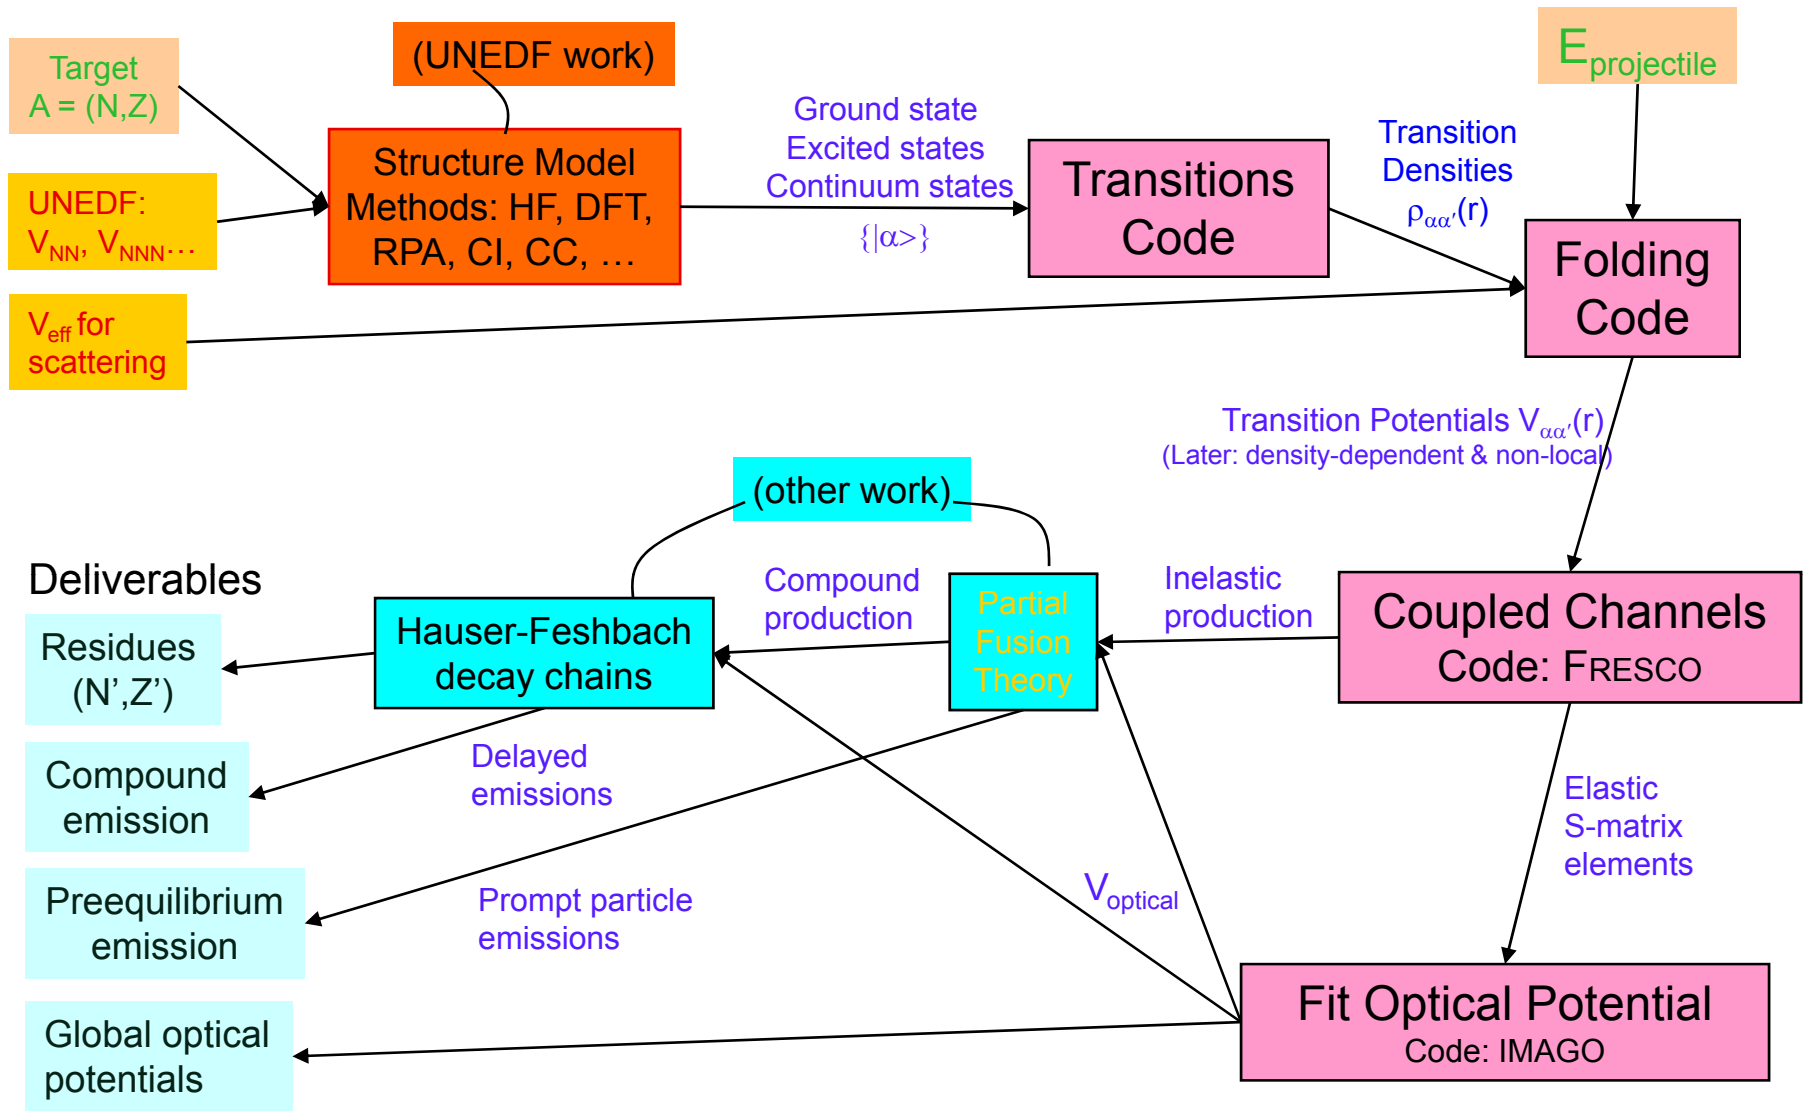 Target
A = (N,Z)
(UNEDF work)
E projectile
UNEDF:
V NN, V NNN…
Structure Model
Methods: HF, DFT,
RPA, CI, CC, …
Ground state
Excited states
Continuum states
{|α>}
Transitions
Code
Transition
Densities
ραα′(r)
Folding
Code
Veff for
scattering
Transition Potentials Vαα′(r)
(Later: density-dependent & non-local)
(other work)
Deliverables
Residues
(N’,Z’)
Hauser-Feshbach
decay chains
Compound
production
Partial
Fusion
Theory
Inelastic
production
Coupled Channels
Code: FRESCO
Compound
emission
Delayed
emissions
Elastic
S-matrix
elements
Preequilibrium
emission
Prompt particle
emissions
Voptical
Global optical
potentials
Fit Optical Potential
Code: IMAGO